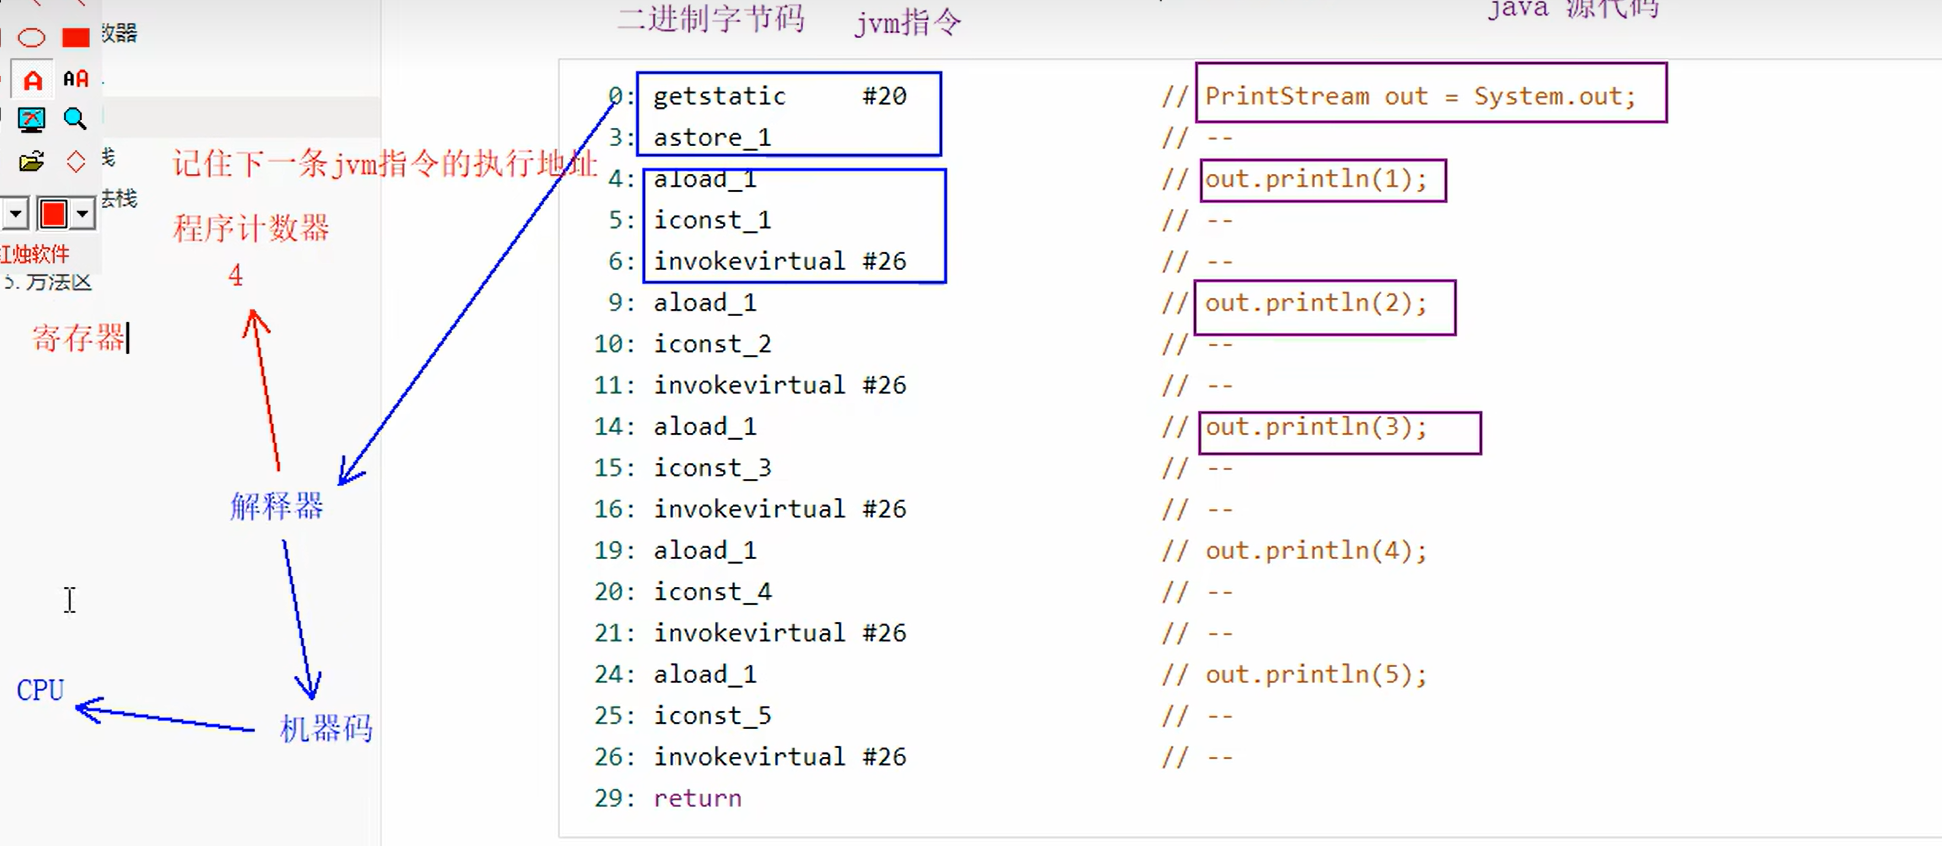 二进制字节码 jvm指令 java 源代码
数器
记住下一条jvm指令的执行地址
程序计数器
4
红烛软件
5. 方法区
寄存器
解释器
机器码
CPU
A
AA
栈
法栈
0: getstatic #20 // PrintStream out = System.out;
3: astore_1 // --
4: aload_1 // out.println(1);
5: iconst_1 // --
6: invokevirtual #26 // --
9: aload_1 // out.println(2);
10: iconst_2 // --
11: invokevirtual #26 // --
14: aload_1 // out.println(3);
15: iconst_3 // --
16: invokevirtual #26 // --
19: aload_1 // out.println(4);
20: iconst_4 // --
21: invokevirtual #26 // --
24: aload_1 // out.println(5);
25: iconst_5 // --
26: invokevirtual #26 // --
29: return